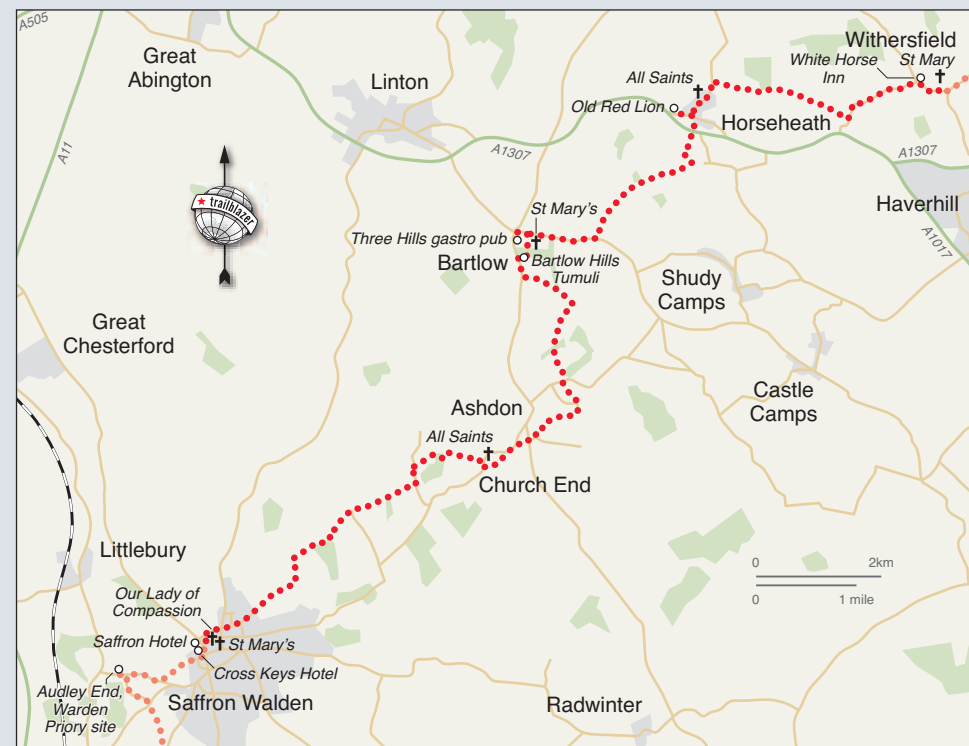 A505
Great
Abington
Linton
A11
A1307
trailblazer
Withersfield
White Horse
Inn
St Mary
All Saints
Old Red Lion
Horseheath
A1307
Haverhill
A1017
St Mary's
Three Hills gastro pub
Bartlow
Bartlow Hills
Tumuli
Shudy
Camps
Great
Chesterford
Castle
Camps
Ashdon
All Saints
Church End
Littlebury
0 2km
0 1 mile
Our Lady of
Compassion
Saffron Hotel
St Mary's
Cross Keys Hotel
Audley End,
Warden
Priory site
Saffron Walden
Radwinter